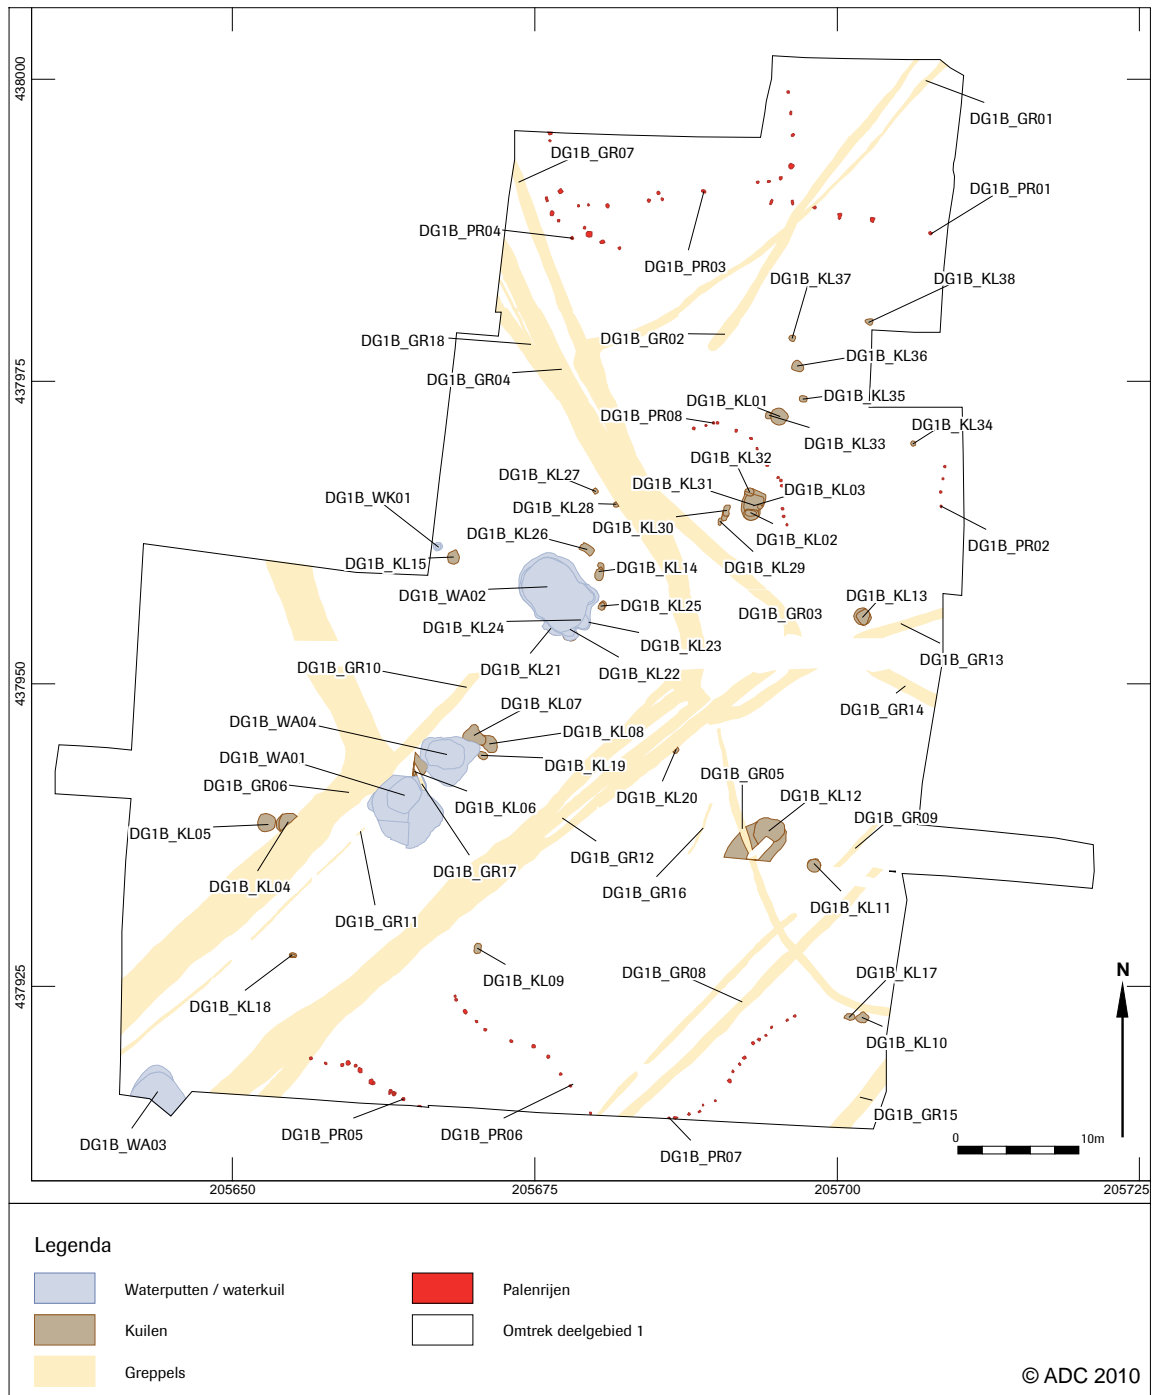 438000
DG1B_GR01
DG1B_GR07
DG1B_PR01
DG1B_PR04
DG1B_PR03
DG1B_KL37
DG1B_KL38
DG1B_GR18
DG1B_GR02
DG1B_KL36
437975
DG1B_GR04
DG1B_KL01
DG1B_KL35
DG1B_PR08
DG1B_KL33
DG1B_KL34
DG1B_KL32
DG1B_KL27
DG1B_KL31
DG1B_KL03
DG1B_WK01
DG1B_KL28
DG1B_KL30
DG1B_KL26
DG1B_KL02
DG1B_PR02
DG1B_KL15
DG1B_KL14
DG1B_KL29
DG1B_WA02
DG1B_KL25
DG1B_GR03
DG1B_KL13
DG1B_KL24
DG1B_KL23
DG1B_GR13
DG1B_GR10
DG1B_KL21
DG1B_KL22
437950
DG1B_KL07
DG1B_GR14
DG1B_WA04
DG1B_KL08
DG1B_WA01
DG1B_KL19
DG1B_GR05
DG1B_GR06
DG1B_KL06
DG1B_KL20
DG1B_KL12
DG1B_GR09
DG1B_KL05
DG1B_GR12
DG1B_GR17
DG1B_KL04
DG1B_GR16
DG1B_KL11
DG1B_GR11
437925
DG1B_KL09
DG1B_GR08
DG1B_KL17
DG1B_KL18
N
DG1B_KL10
DG1B_GR15
DG1B_WA03
DG1B_PR05
DG1B_PR06
DG1B_PR07
0 10m
205650 205675 205700 205725
Legenda
Waterputten / waterkuil
Palenrijen
Kuilen
Omtrek deelgebied 1
Greppels
© ADC 2010